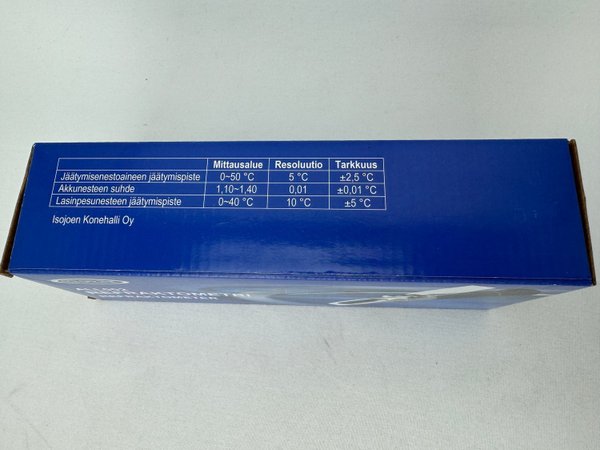 Mittausalue Resoluutio Tarkkuus
Jäätymisenestoaineen jäätymispiste 0~50 °C 5 °C ±2,5 °C
Akkunesteen suhde 1,10~1,40 0,01 ±0,01 °C
Lasinpesunesteen jäätymispiste 0~40 °C 10 °C ±5 °C
Isojoen Konehalli Oy
REFRAKTOMETRI